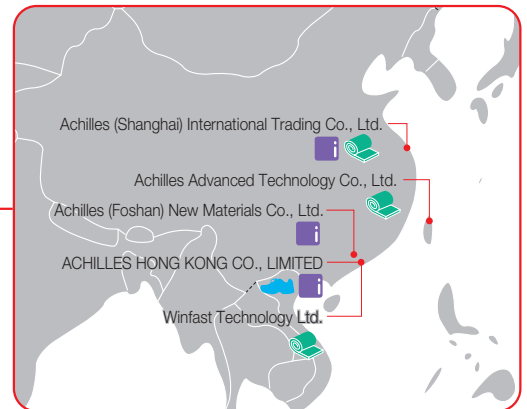 Achilles (Shanghai) International Trading Co., Ltd.
i
Achilles Advanced Technology Co., Ltd.
Achilles (Foshan) New Materials Co., Ltd.
i
ACHILLES HONG KONG CO., LIMITED
i
Winfast Technology Ltd.